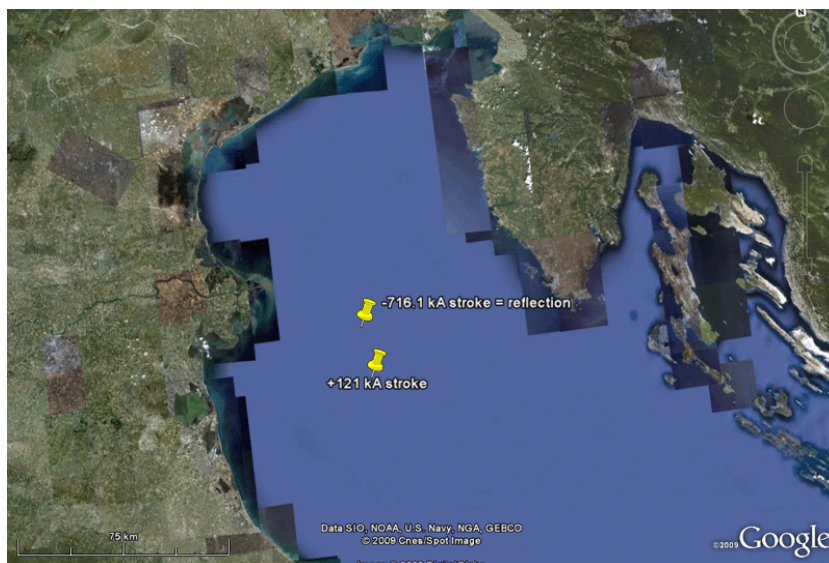 N
-716.1 kA stroke = reflection
+121 kA stroke
Data SIO, NOAA, U.S. Navy, NGA, GEBCO
© 2009 Cnes/Spot Image
75 km
©2009 Google